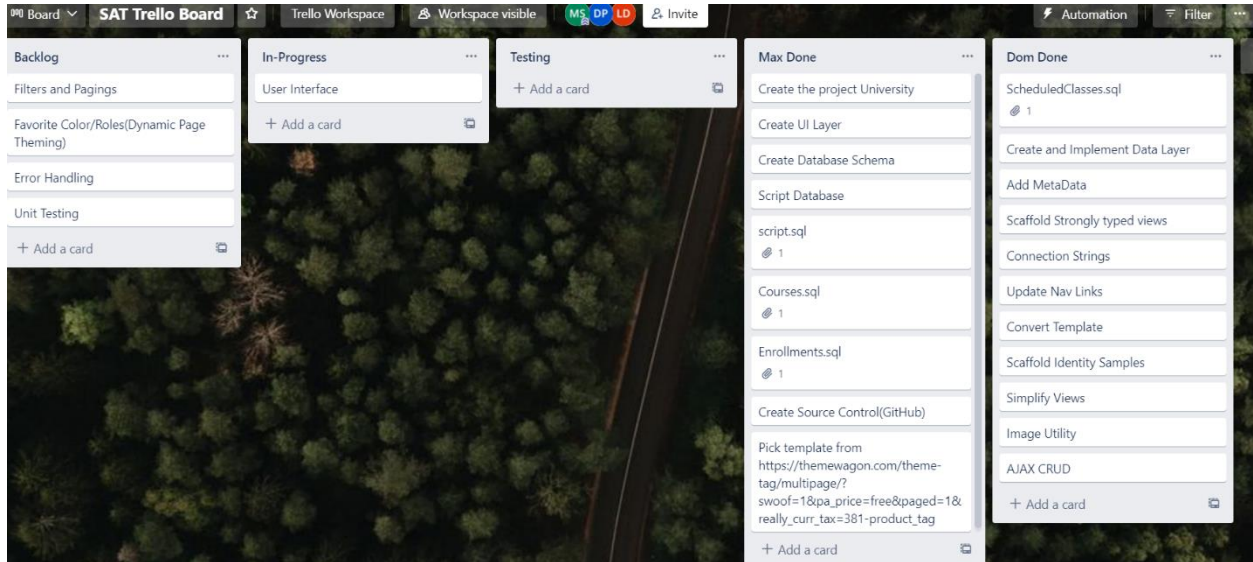 Board
SAT Trello Board
Trello Workspace
Workspace visible
MS
DP
LD
Invite
Automation
Filter
Backlog
Filters and Pagings
Favorite Color/Roles(Dynamic Page
Theming)
Error Handling
Unit Testing
+ Add a card
In-Progress
User Interface
+ Add a card
Testing
+ Add a card
Max Done
Create the project University
Create UI Layer
Create Database Schema
Script Database
script.sql
1
Courses.sql
1
Enrollments.sql
1
Create Source Control(GitHub)
Pick template from
https://themewagon.com/theme-
tag/multipage/?
swoof=1&pa_price=free&paged=1&
really_curr_tax=381-product_tag
+ Add a card
Dom Done
ScheduledClasses.sql
1
Create and Implement Data Layer
Add MetaData
Scaffold Strongly typed views
Connection Strings
Update Nav Links
Convert Template
Scaffold Identity Samples
Simplify Views
Image Utility
AJAX CRUD
+ Add a card